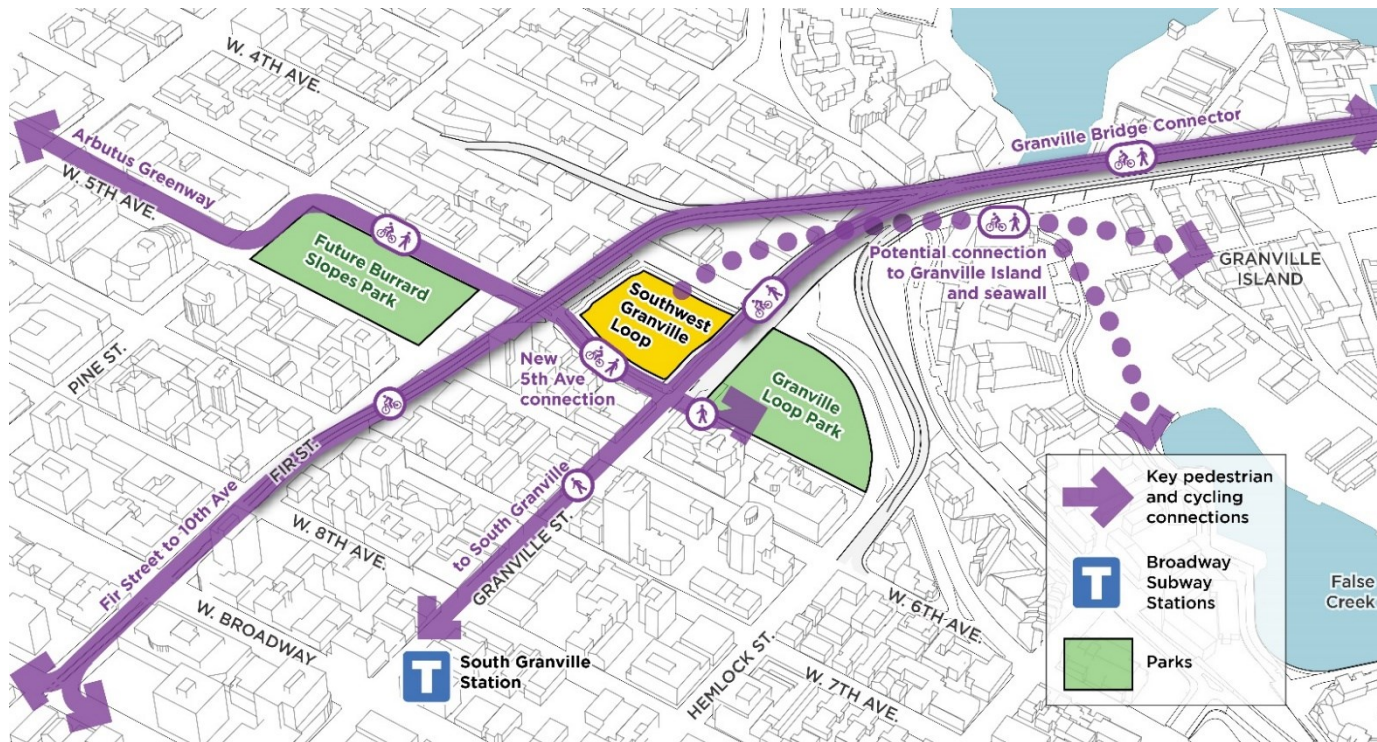 W. 4TH AVE.
Arbutus Greenway
W. 5TH AVE.
Granville Bridge Connector
Future Burrard
Slopes Park
Southwest
Granville
Loop
Potential connection
to Granville Island
and seawall
GRANVILLE
ISLAND
PINE ST.
New
5th Ave
connection
Granville
Loop Park
FIR ST.
Fir Street to 10th Ave
W. 8TH AVE.
to South Granville
GRANVILLE ST.
W. BROADWAY
T
South Granville
Station
HEMLOCK ST.
W. 6TH AVE.
W. 7TH AVE.
Key pedestrian
and cycling
connections
T
Broadway
Subway
Stations
Parks
False
Creek